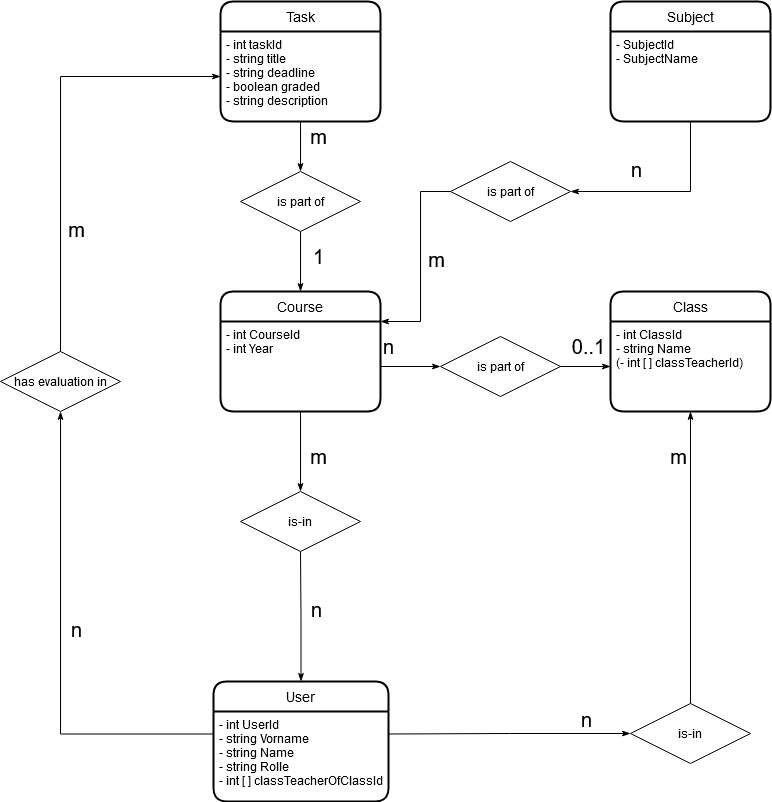 Task
- int taskId
- string title
- string deadline
- boolean graded
- string description
Subject
- SubjectId
- SubjectName
m
is part of
1
n
is part of
m
m
has evaluation in
n
Course
- int CourseId
- int Year
n
is part of
0..1
Class
- int ClassId
- string Name
(- int [ ] classTeacherId)
m
is-in
n
m
is-in
n
User
- int UserId
- string Vorname
- string Name
- string Rolle
- int [ ] classTeacherOfClassId